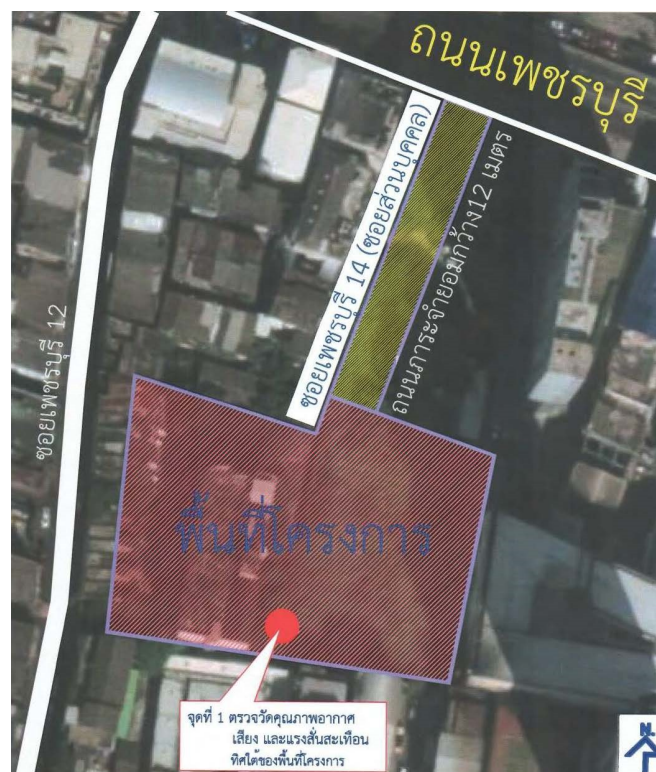 ถนนเพชรบุรี
ซอยเพชรบุรี 14 (ซอยส่วนบุคคล)
ถนนภาระจำยอมกว้าง12 เมตร
ซอยเพชรบุรี 12
พื้นที่โครงการ
จุดที่ 1 ตรวจวัดคุณภาพอากาศ
เสียง และแรงสั่นสะเทือน
ทิศใต้ของพื้นที่โครงการ
N